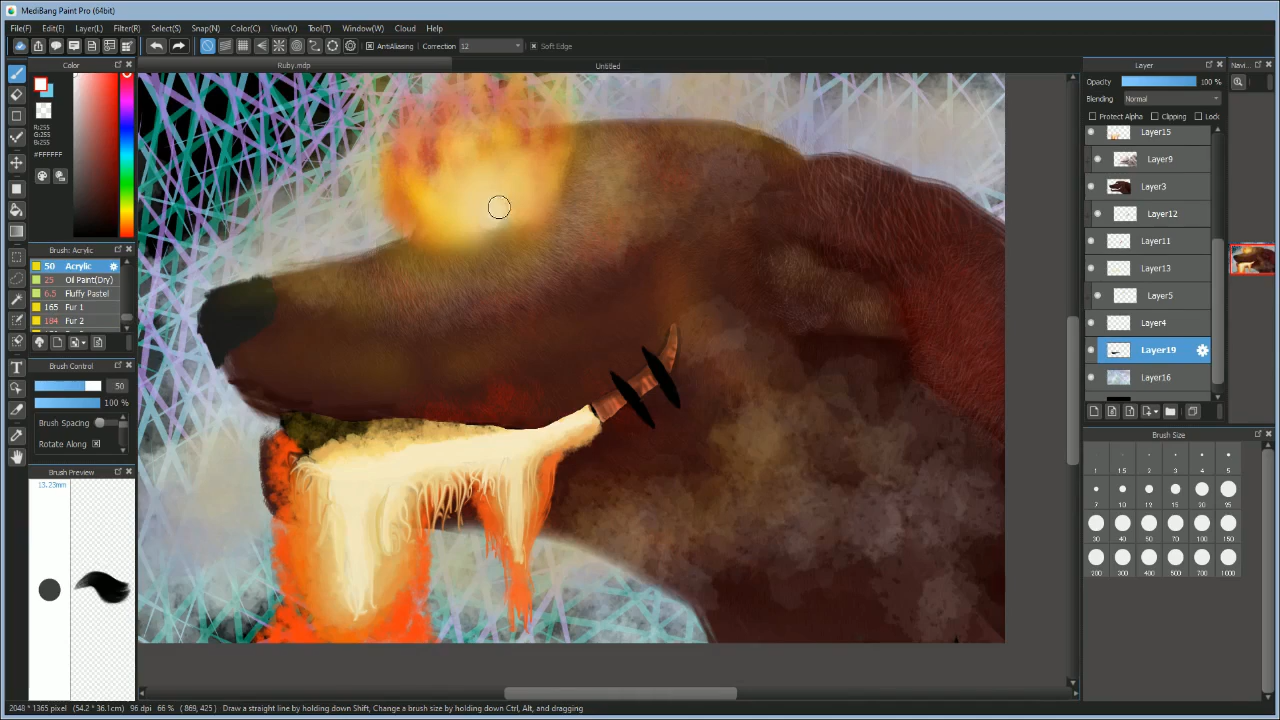 MediBang Paint Pro (64bit)
File(F) Edit(E) Layer(L) Filter(R) Select(S) Snap(N) Color(C) View(V) Tool(T) Window(W) Cloud Help
AntiAliasing Correction 12 Soft Edge
Ruby.mdp Untitled
Color
R:255
G:255
B:255
#FFFFFF
Brush: Acrylic
50 Acrylic
25 Oil Paint(Dry)
6.5 Fluffy Pastel
165 Fur 1
184 Fur 2
Brush Control
50
100 %
Brush Spacing
Rotate Along
Brush Preview
13.23mm
Layer
Opacity 100 %
Blending Normal
Protect Alpha Clipping Lock
Layer15
Layer9
Layer3
Layer12
Layer11
Layer13
Layer5
Layer4
Layer19
Layer16
Navi...
Brush Size
1 1.5 2 3 4 5
7 10 12 15 20 25
30 40 50 70 100 150
200 300 400 500 700 1000
2048 * 1365 pixel (54.2 * 36.1cm) 96 dpi 66 % ( 869, 425 ) Draw a straight line by holding down Shift, Change a brush size by holding down Ctrl, Alt, and dragging